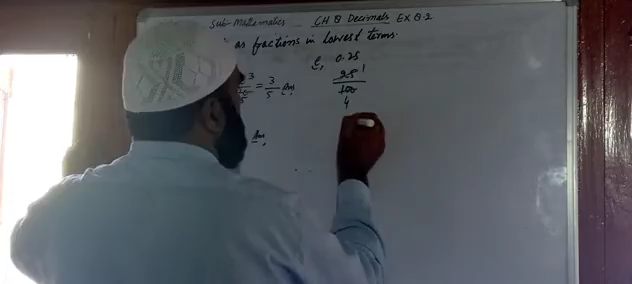 Sub- Mathematics CH 8 Decimals EX 8.2
as fractions in lowest terms.
c, 0.25
3 = 3 Ans,
5 5
25 1
100
4
Ans,